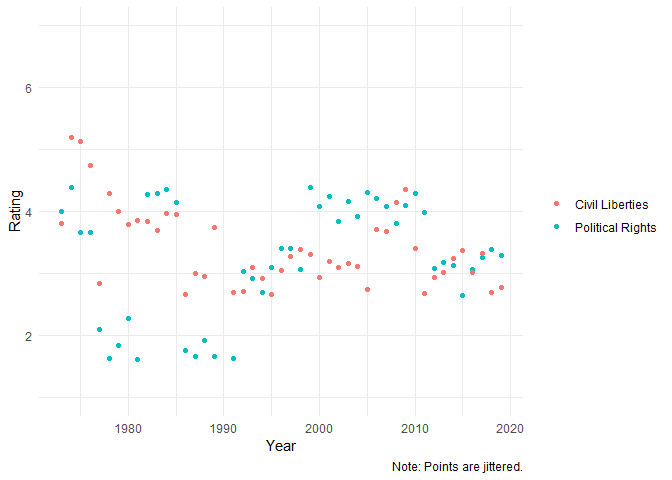 6
4
2
Rating
1980 1990 2000 2010 2020
Year
Civil Liberties
Political Rights
Note: Points are jittered.